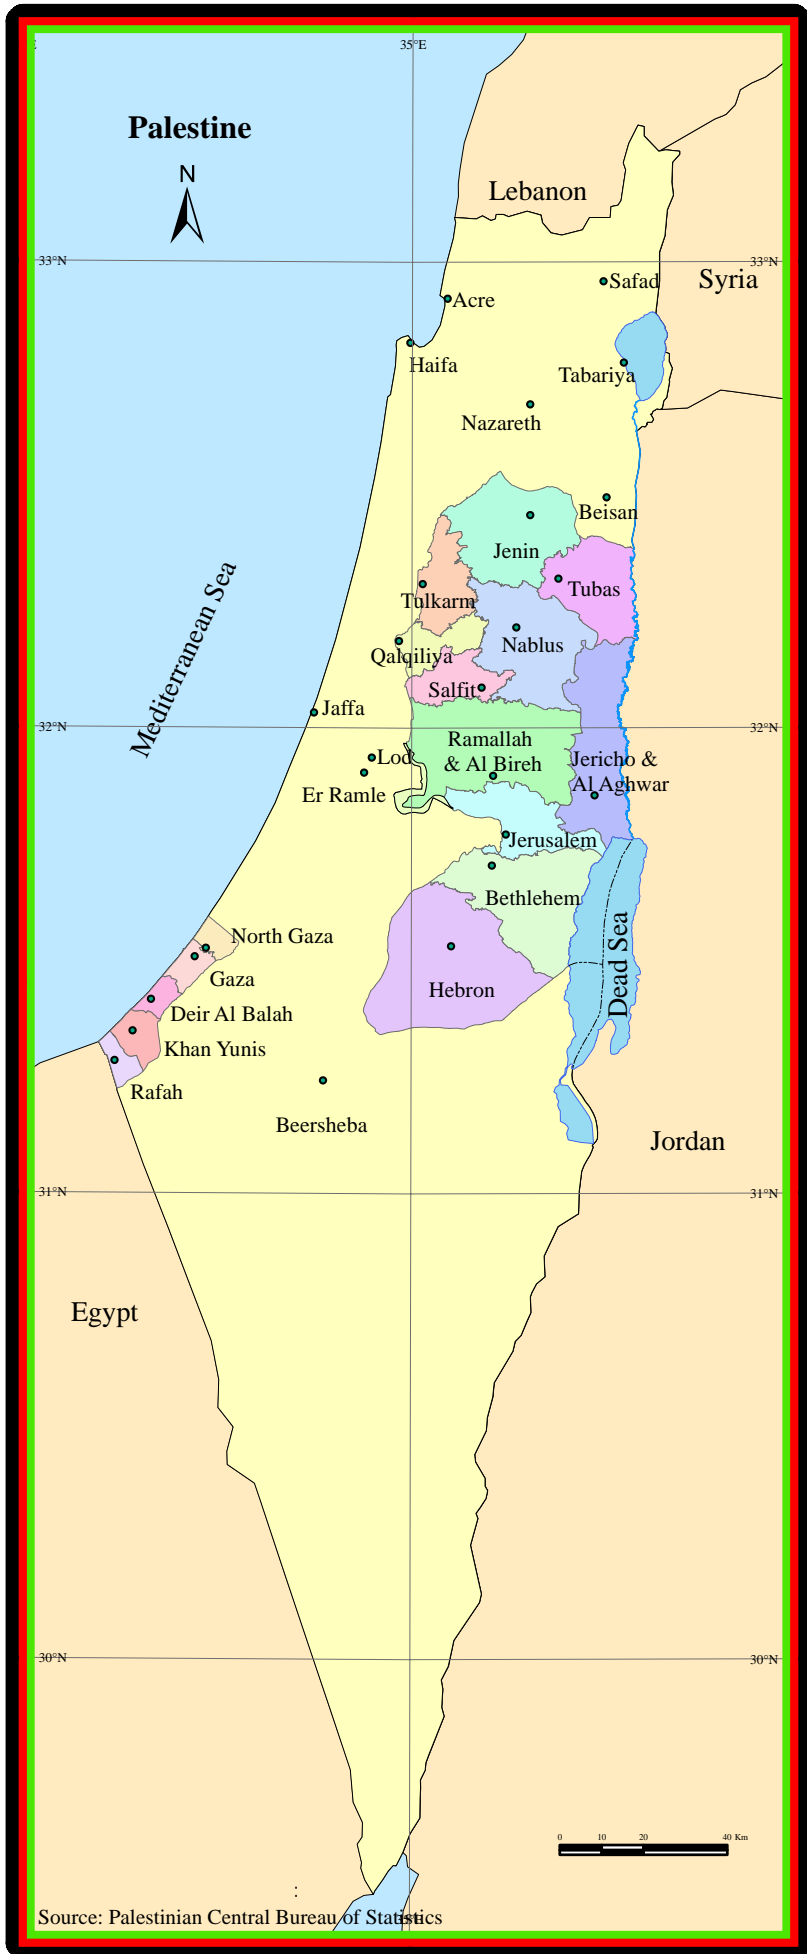 35°E
Palestine
N
Lebanon
33°N
33°N
Syria
Safad
Acre
Haifa
Tabariya
Nazareth
Beisan
Jenin
Tubas
Tulkarm
Nablus
Qalqiliya
Salfit
Mediterranean Sea
Jaffa
32°N
32°N
Ramallah
& Al Bireh
Lod
Jericho &
Al Aghwar
Er Ramle
Jerusalem
Bethlehem
North Gaza
Gaza
Hebron
Dead Sea
Deir Al Balah
Khan Yunis
Rafah
Beersheba
Jordan
31°N
31°N
Egypt
30°N
30°N
0 10 20 40 Km
:
Source: Palestinian Central Bureau of Statistics